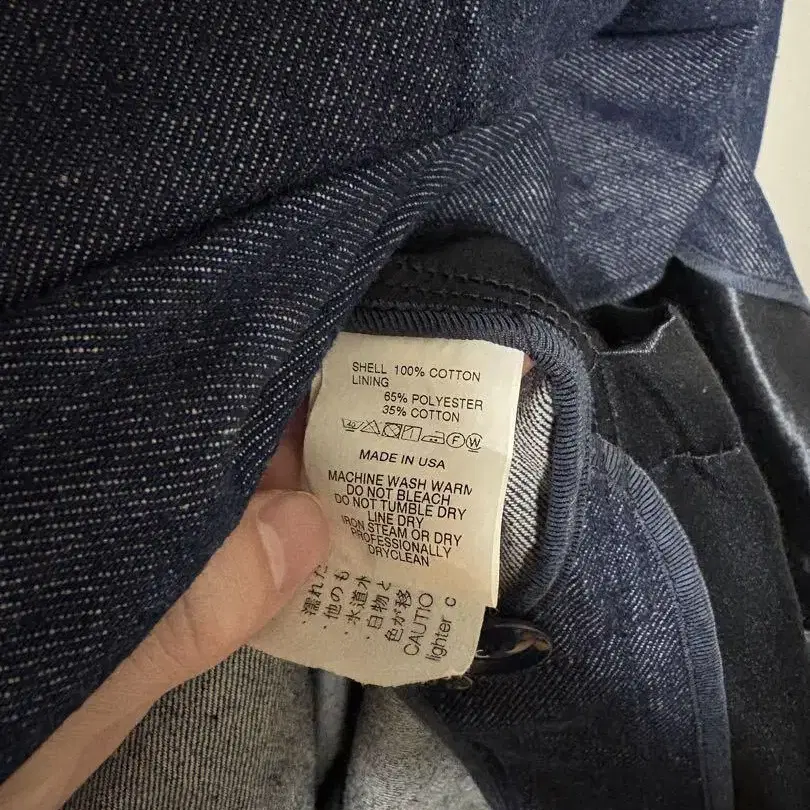 SHELL 100% COTTON
LINING
65% POLYESTER
35% COTTON
MADE IN USA
MACHINE WASH WARM
DO NOT BLEACH
DO NOT TUMBLE DRY
LINE DRY
IRON STEAM OR DRY
PROFESSIONALLY
DRYCLEAN
・濡れた
・他のも
・水道水
・白物と
色が移
CAUTIO
lighter c